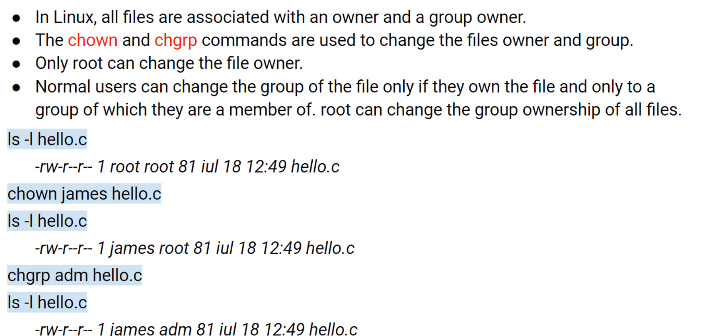 ● In Linux, all files are associated with an owner and a group owner.
● The chown and chgrp commands are used to change the files owner and group.
● Only root can change the file owner.
● Normal users can change the group of the file only if they own the file and only to a
group of which they are a member of. root can change the group ownership of all files.
ls -l hello.c
-rw-r--r-- 1 root root 81 iul 18 12:49 hello.c
chown james hello.c
ls -l hello.c
-rw-r--r-- 1 james root 81 iul 18 12:49 hello.c
chgrp adm hello.c
ls -l hello.c
-rw-r--r-- 1 james adm 81 iul 18 12:49 hello.c